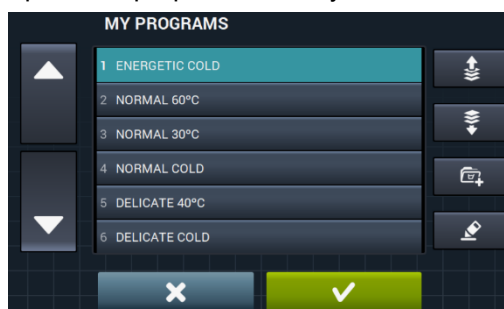 MY PROGRAMS
1 ENERGETIC COLD
2 NORMAL 60ºC
3 NORMAL 30ºC
4 NORMAL COLD
5 DELICATE 40ºC
6 DELICATE COLD